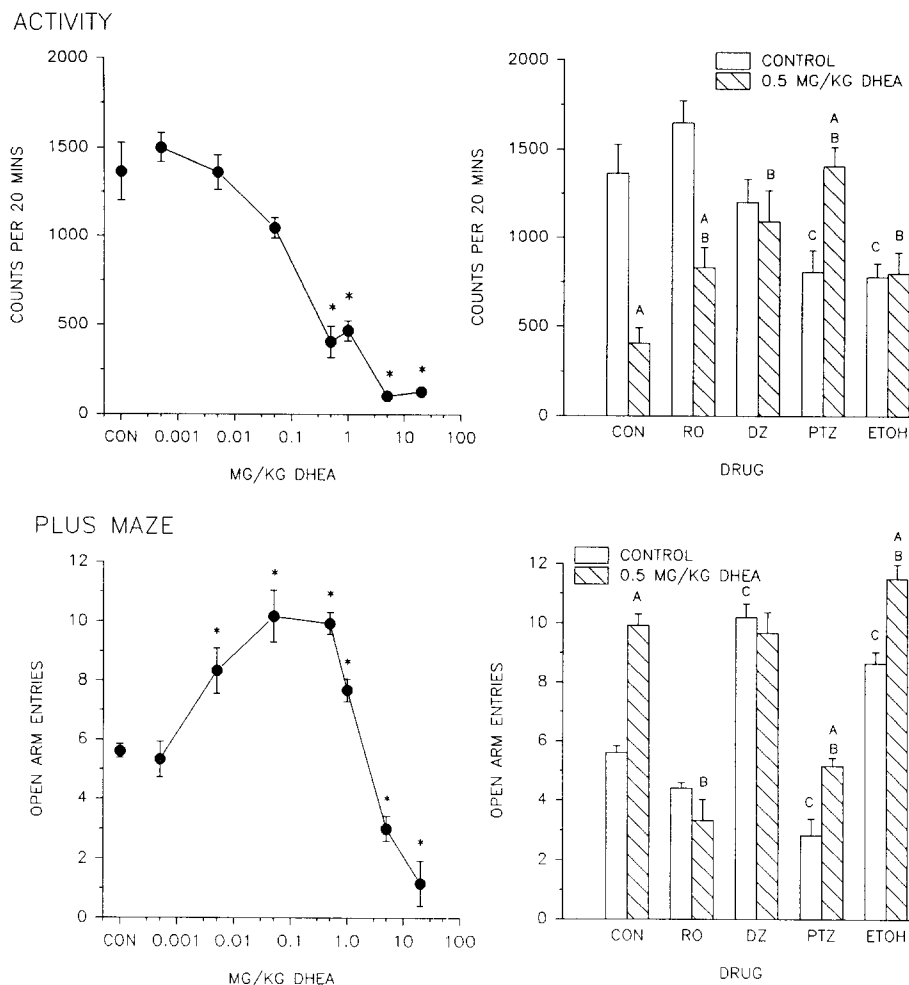 ACTIVITY
2000
1500
1000
500
0
COUNTS PER 20 MINS
* * * *
CON 0.001 0.01 0.1 1 10 100
MG/KG DHEA
CONTROL
0.5 MG/KG DHEA
2000
1500
1000
500
0
COUNTS PER 20 MINS
A
A
B
B
C
A
B
C
B
CON RO DZ PTZ ETOH
DRUG
PLUS MAZE
12
10
8
6
4
2
0
OPEN ARM ENTRIES
* * * * * *
CON 0.001 0.01 0.1 1.0 10 100
MG/KG DHEA
CONTROL
0.5 MG/KG DHEA
12
10
8
6
4
2
0
OPEN ARM ENTRIES
A
B
C
C
A
B
C
A
B
CON RO DZ PTZ ETOH
DRUG